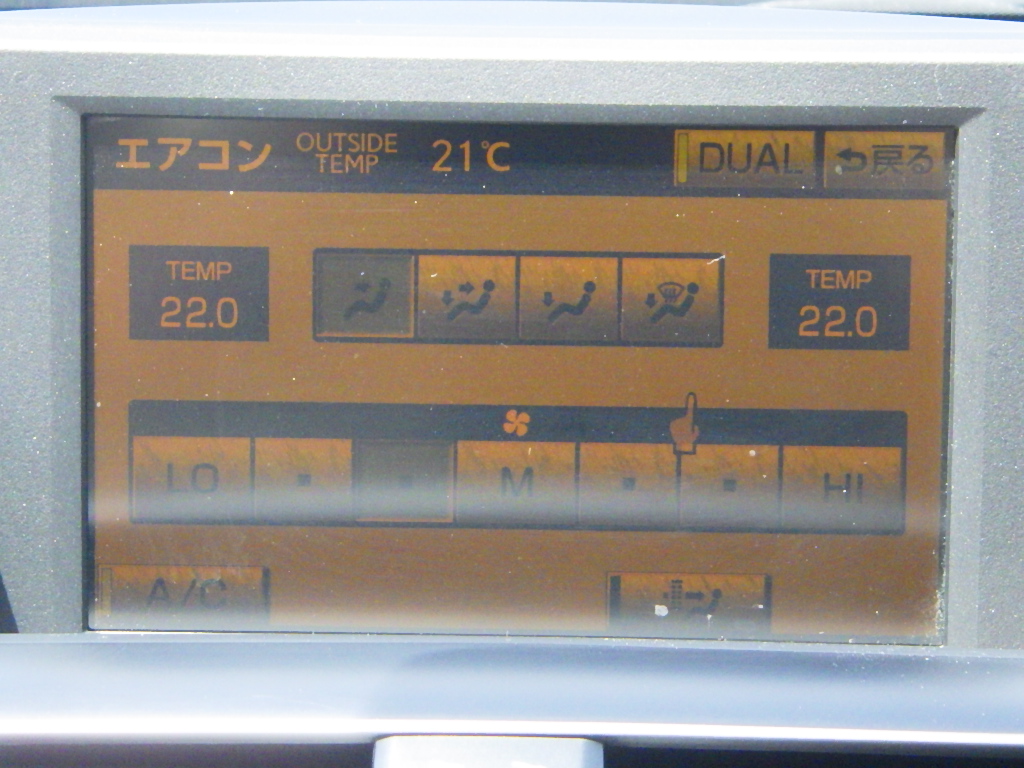 エアコン
OUTSIDE
TEMP
21℃
DUAL
戻る
TEMP
22.0
TEMP
22.0
LO
M
HI
A/C